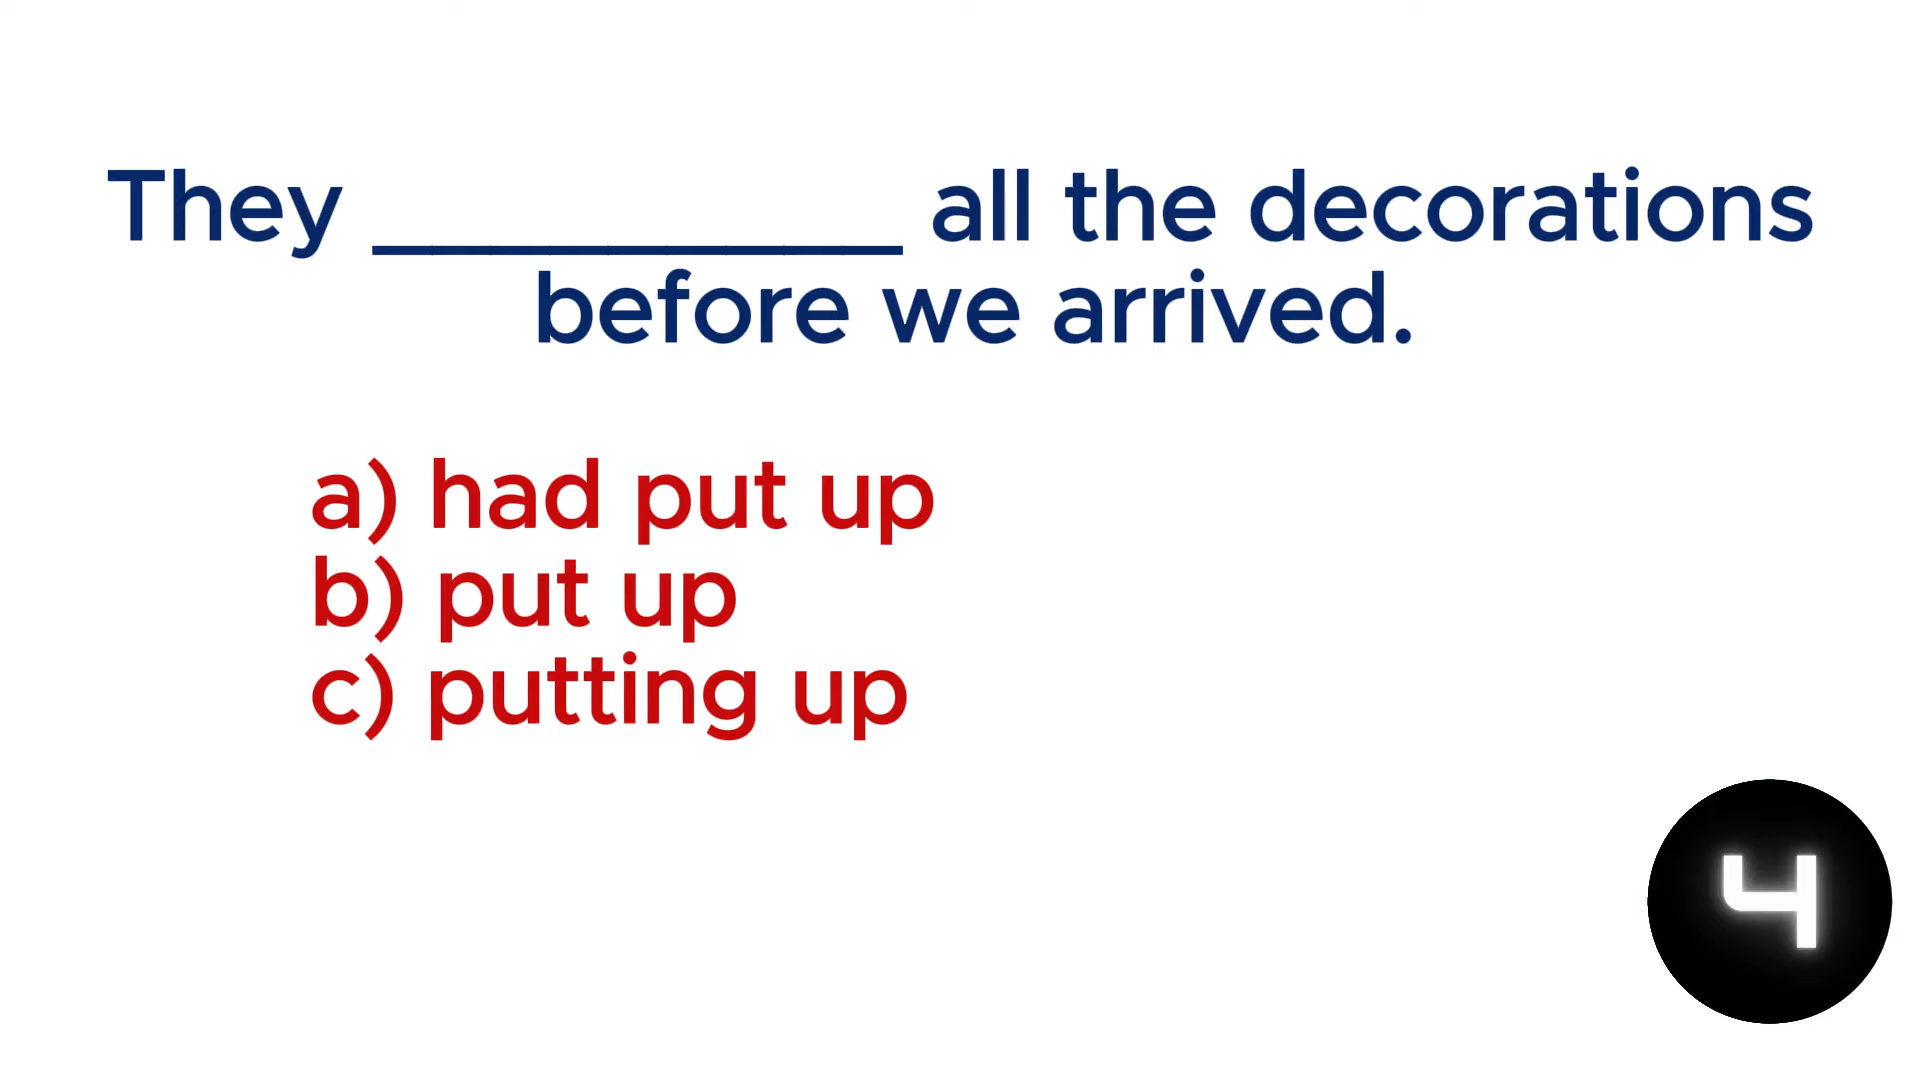 They ___________ all the decorations
before we arrived.
a) had put up
b) put up
c) putting up
4